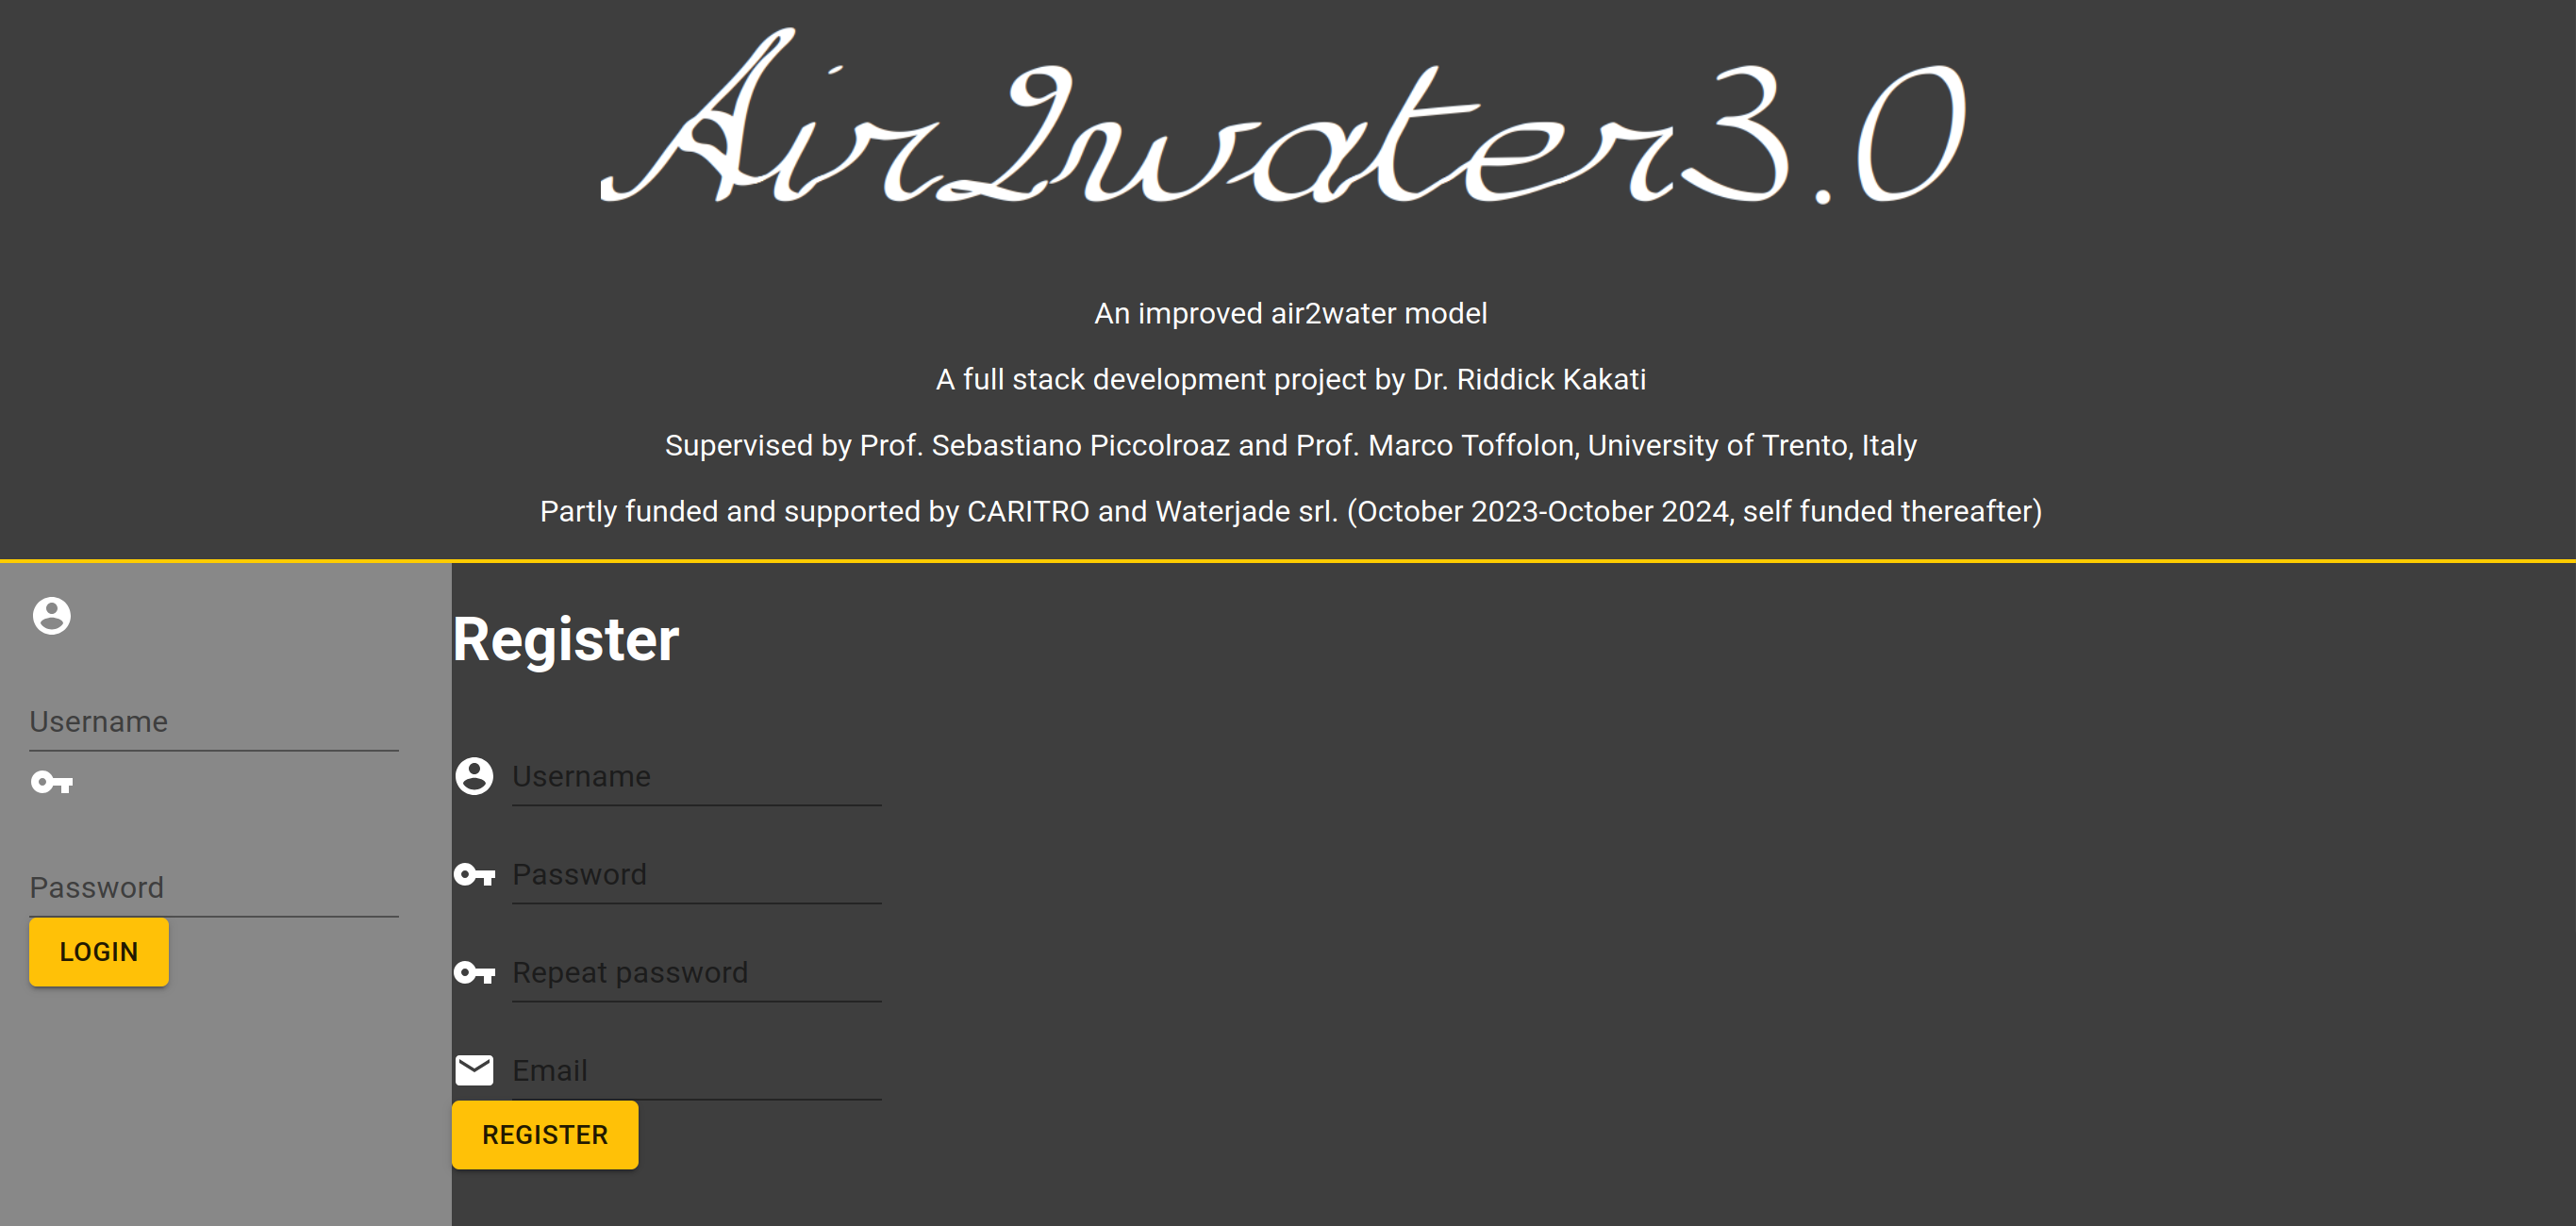 Air2water3.0
An improved air2water model
A full stack development project by Dr. Riddick Kakati
Supervised by Prof. Sebastiano Piccolroaz and Prof. Marco Toffolon, University of Trento, Italy
Partly funded and supported by CARITRO and Waterjade srl. (October 2023-October 2024, self funded thereafter)
Username
Password
LOGIN
Register
Username
Password
Repeat password
Email
REGISTER